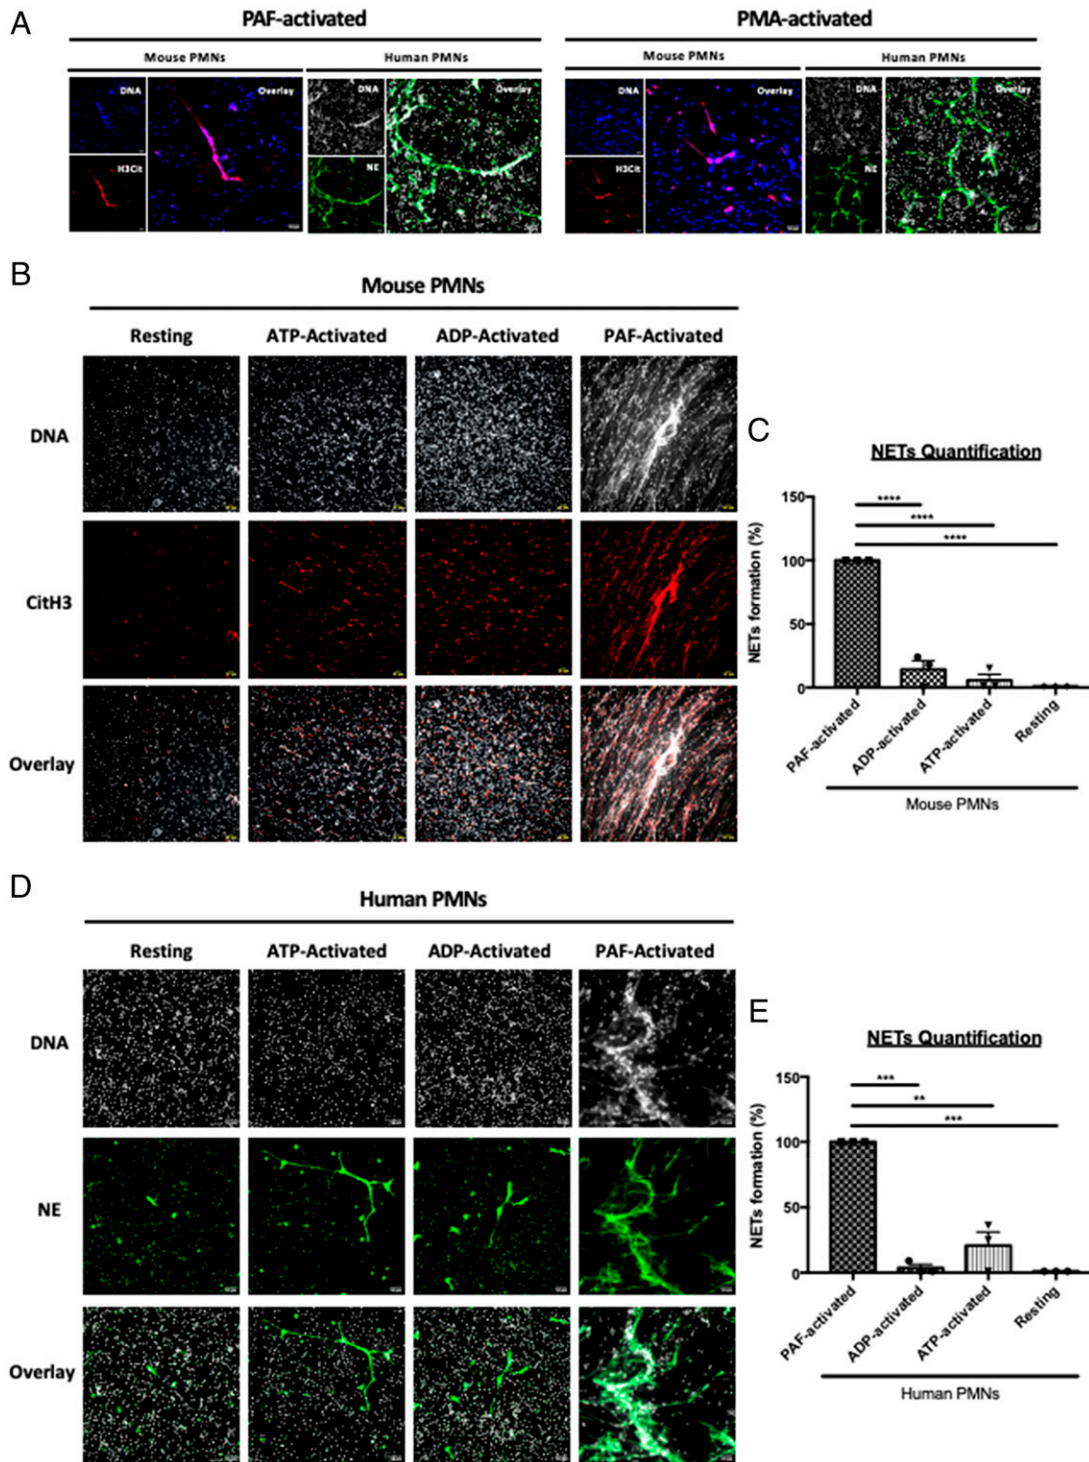 A
PAF-activated
PMA-activated
Mouse PMNs
Human PMNs
Mouse PMNs
Human PMNs
DNA
Overlay
DNA
Overlay
DNA
Overlay
DNA
Overlay
H3Cit
NE
H3Cit
NE
B
Mouse PMNs
Resting
ATP-Activated
ADP-Activated
PAF-Activated
DNA
CitH3
Overlay
C
NETs Quantification
NETs formation (%)
150
100
50
0
****
****
****
PAF-activated
ADP-activated
ATP-activated
Resting
Mouse PMNs
D
Human PMNs
Resting
ATP-Activated
ADP-Activated
PAF-Activated
DNA
NE
Overlay
E
NETs Quantification
NETs formation (%)
150
100
50
0
***
**
***
PAF-activated
ADP-activated
ATP-activated
Resting
Human PMNs